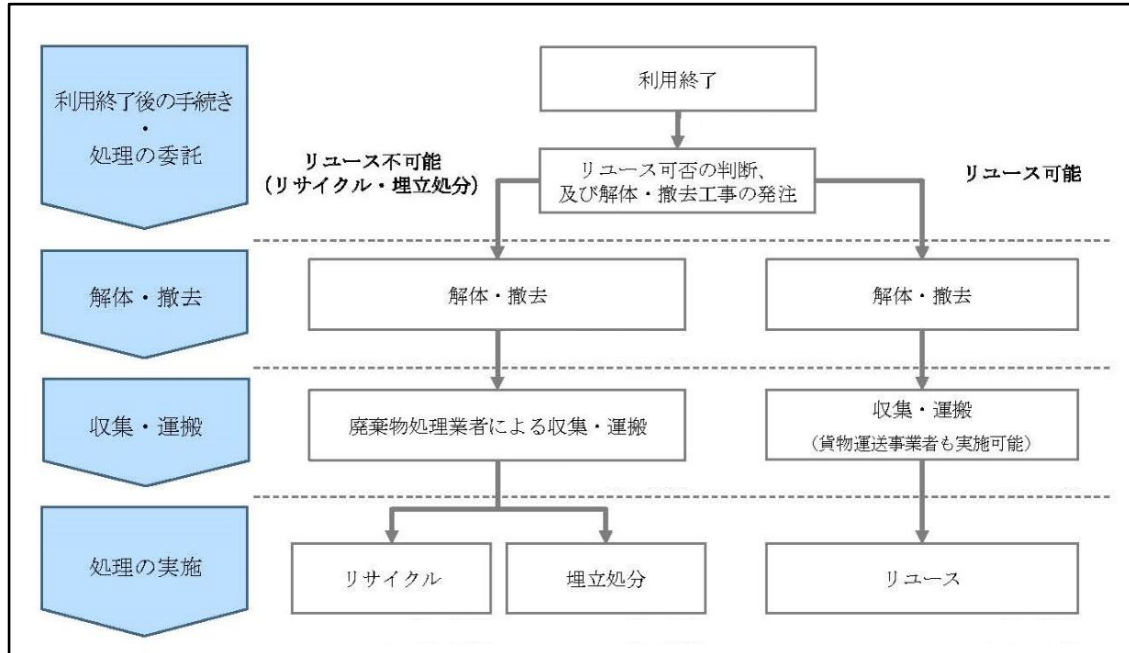 利用終了後の手続き
・
処理の委託
利用終了
リユース不可能
(リサイクル・埋立処分)
リユース可否の判断、
及び解体・撤去工事の発注
リユース可能
解体・撤去
解体・撤去
解体・撤去
収集・運搬
廃棄物処理業者による収集・運搬
収集・運搬
(貨物運送事業者も実施可能)
処理の実施
リサイクル
埋立処分
リユース